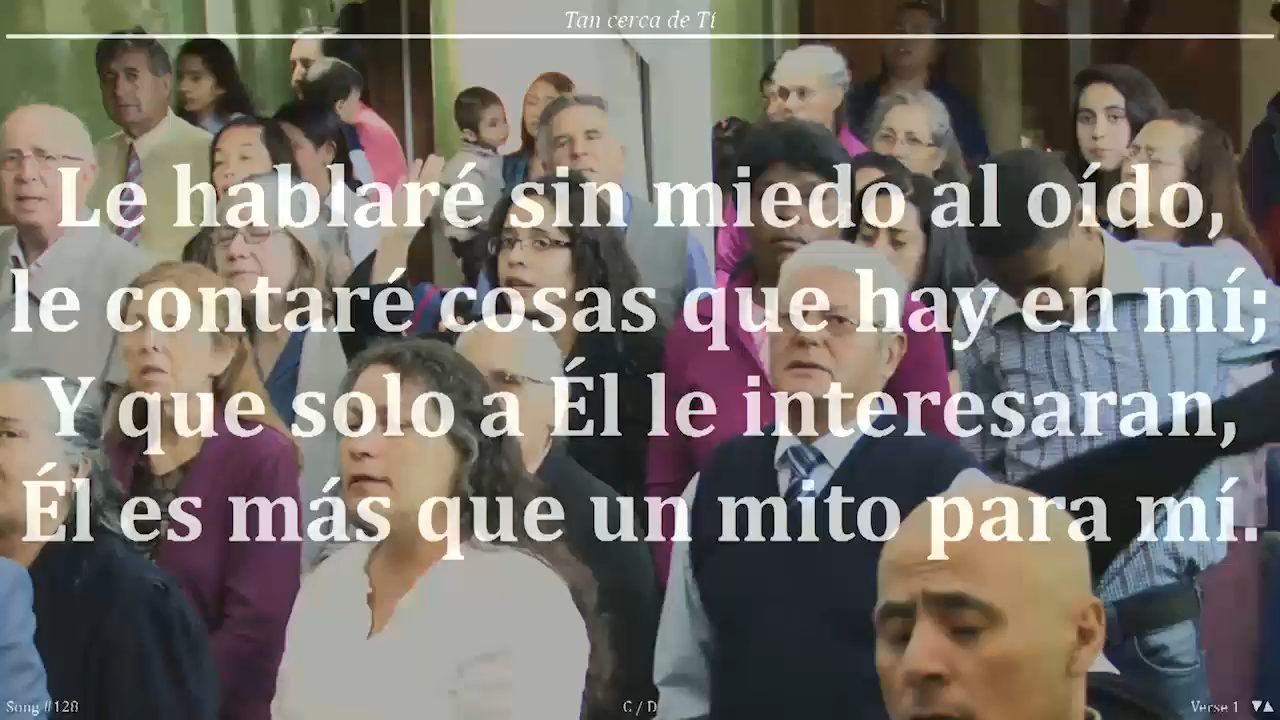 Tan cerca de Tí
Le hablaré sin miedo al oído,
le contaré cosas que hay en mí;
Y que solo a Él le interesaran,
Él es más que un mito para mí.
Song #128
C / D
Verse 1 ▼▲